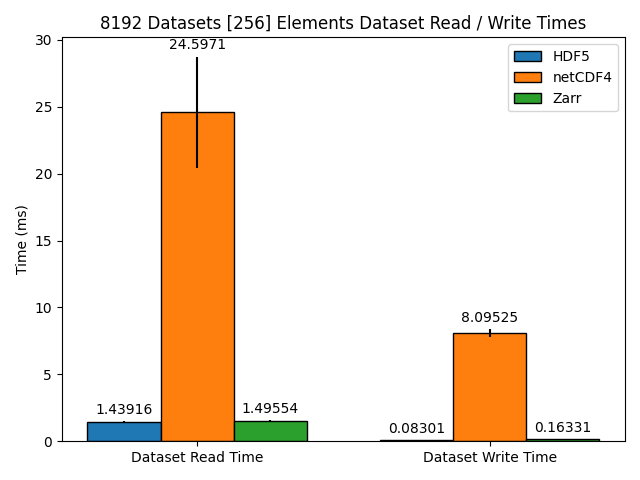 8192 Datasets [256] Elements Dataset Read / Write Times
HDF5
netCDF4
Zarr
Time (ms)
30
25
20
15
10
5
0
24.5971
1.43916
1.49554
8.09525
0.08301
0.16331
Dataset Read Time
Dataset Write Time